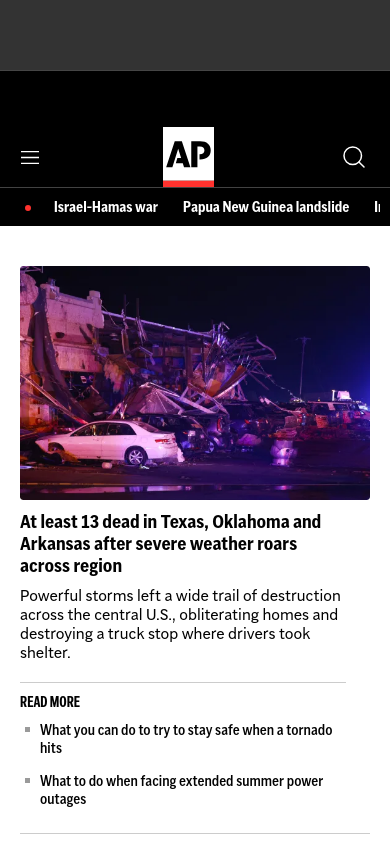 AP
Israel-Hamas war Papua New Guinea landslide
At least 13 dead in Texas, Oklahoma and
Arkansas after severe weather roars
across region
Powerful storms left a wide trail of destruction
across the central U.S., obliterating homes and
destroying a truck stop where drivers took
shelter.
READ MORE
What you can do to try to stay safe when a tornado
hits
What to do when facing extended summer power
outages